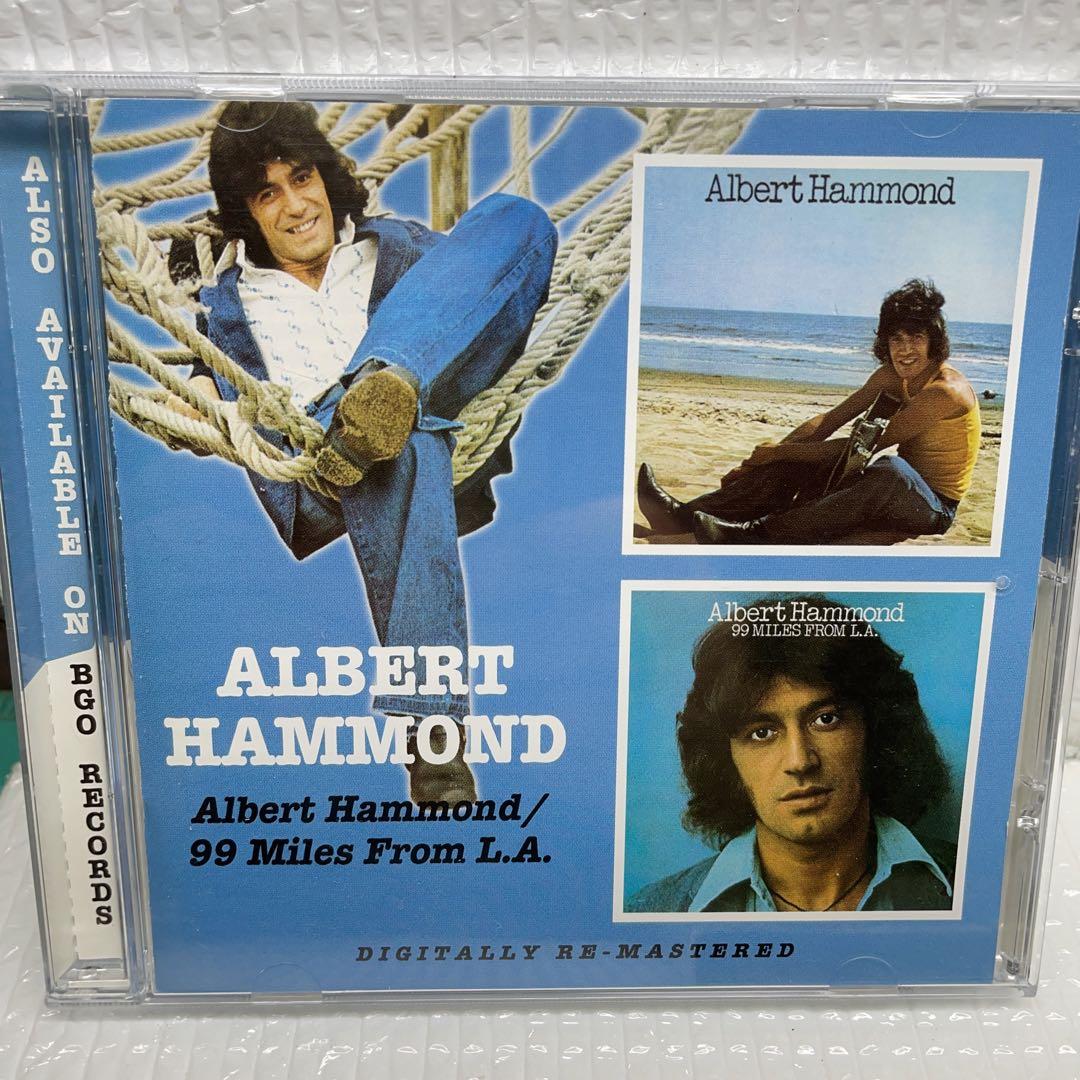 ALSO AVAILABLE ON BGO RECORDS
Albert Hammond
Albert Hammond
99 MILES FROM L.A.
ALBERT
HAMMOND
Albert Hammond/
99 Miles From L.A.
DIGITALLY RE-MASTERED